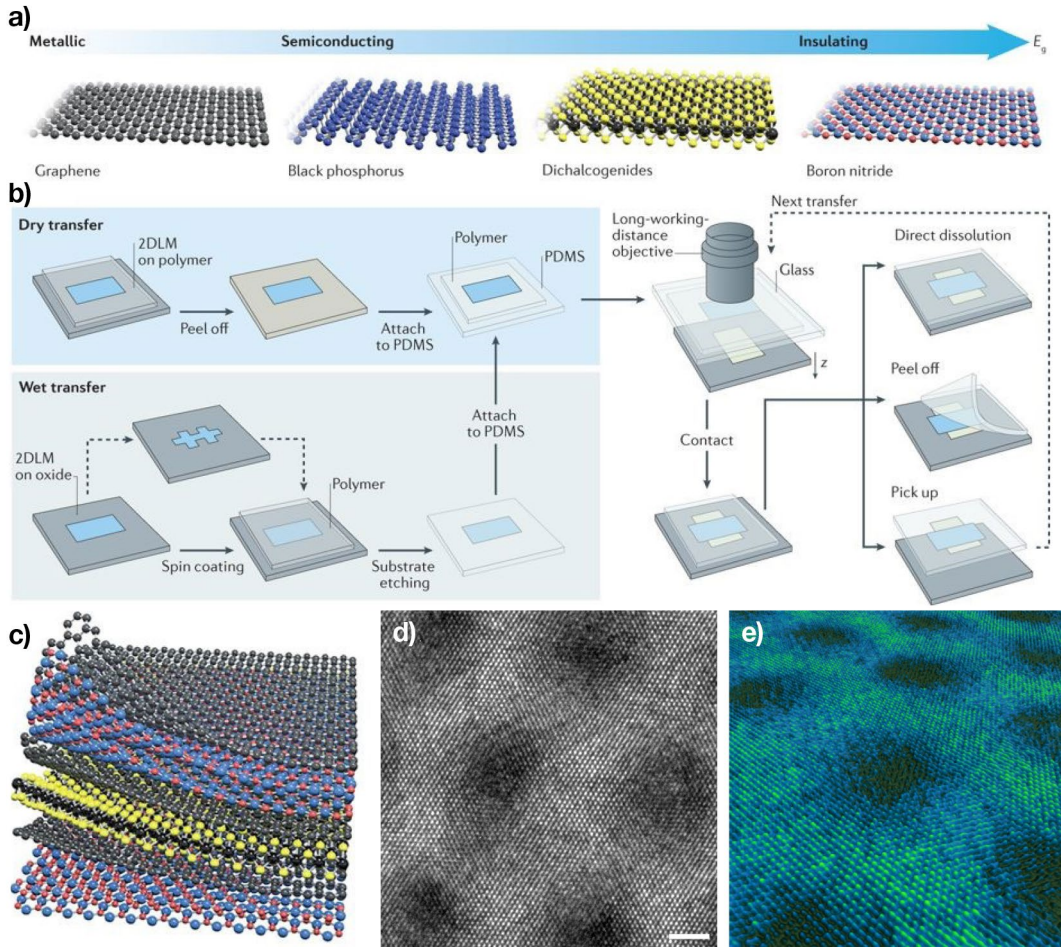 a)
Metallic
Semiconducting
Insulating
E_g
Graphene
Black phosphorus
Dichalcogenides
Boron nitride
b)
Dry transfer
2DLM
on polymer
Peel off
Attach
to PDMS
Polymer
PDMS
Long-working-
distance
objective
Glass
z
Next transfer
Direct dissolution
Peel off
Pick up
Contact
Wet transfer
2DLM
on oxide
Spin coating
Polymer
Substrate
etching
Attach
to PDMS
c)
d)
e)